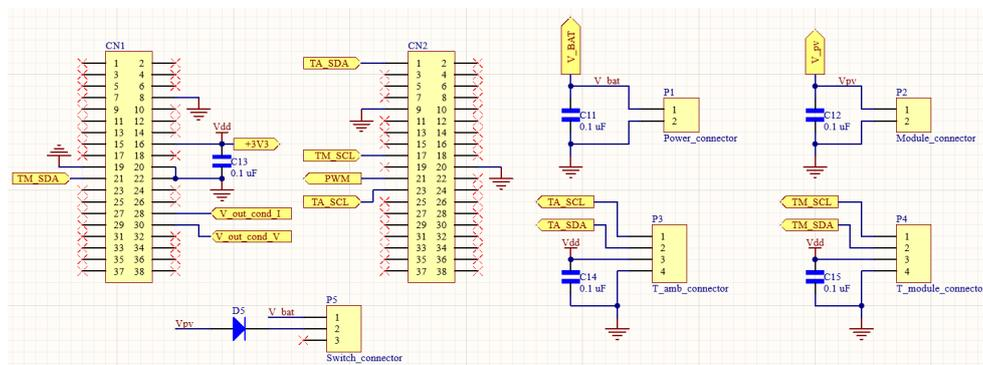 CN1
1 2
3 4
5 6
7 8
9 10
11 12
13 14
15 16
17 18
19 20
21 22
23 24
25 26
27 28
29 30
31 32
33 34
35 36
37 38
TM_SDA
Vdd
+3V3
C13
0.1 uF
V_out_cond_I
V_out_cond_V
CN2
1 2
3 4
5 6
7 8
9 10
11 12
13 14
15 16
17 18
19 20
21 22
23 24
25 26
27 28
29 30
31 32
33 34
35 36
37 38
TA_SDA
TM_SCL
PWM
TA_SCL
V_BAT
V_bat
C11
0.1 uF
P1
1
2
Power_connector
V_pv
Vpv
C12
0.1 uF
P2
1
2
Module_connector
TA_SCL
TA_SDA
Vdd
C14
0.1 uF
P3
1
2
3
4
T_amb_connector
TM_SCL
TM_SDA
Vdd
C15
0.1 uF
P4
1
2
3
4
T_module_connecto
Vpv
D5
V_bat
P5
1
2
3
Switch_connector